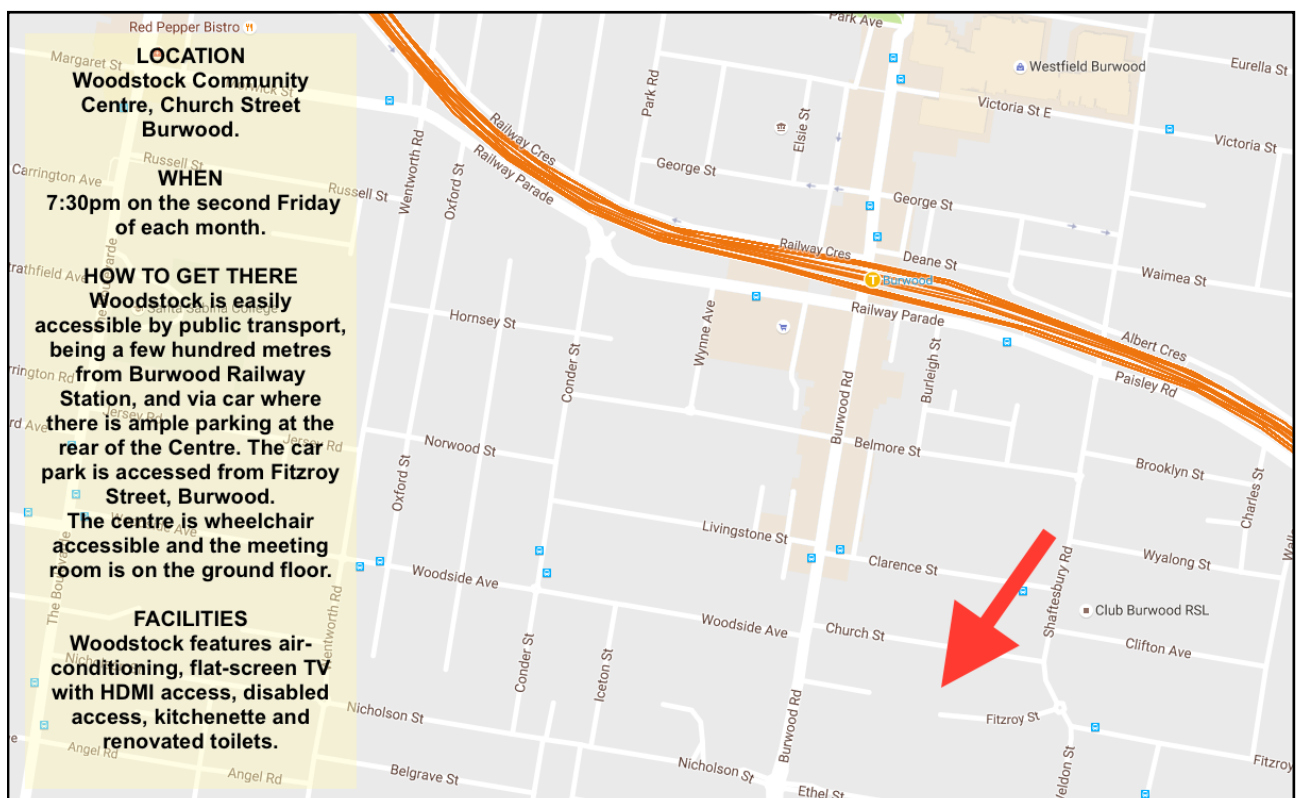 LOCATION
Woodstock Community
Centre, Church Street
Burwood.
WHEN
7:30pm on the second Friday
of each month.
HOW TO GET THERE
Woodstock is easily
accessible by public transport,
being a few hundred metres
from Burwood Railway
Station, and via car where
there is ample parking at the
rear of the Centre. The car
park is accessed from Fitzroy
Street, Burwood.
The centre is wheelchair
accessible and the meeting
room is on the ground floor.
FACILITIES
Woodstock features air-
conditioning, flat-screen TV
with HDMI access, disabled
access, kitchenette and
renovated toilets.
Red Pepper Bistro
Margaret St
Russell St
Carrington Ave
Russell St
Santa Sabina College
Jersey Rd
Jersey Rd
Woodside Ave
The Boulevarde
Angel Rd
Angel Rd
Wentworth Rd
Oxford St
Railway Cres
Railway Parade
Park Rd
Elsie St
Park Ave
Westfield Burwood
Eurella St
Victoria St E
Victoria St
George St
George St
Railway Cres
Deane St
Waimea St
T
Burwood
Railway Parade
Albert Cres
Paisley Rd
Hornsey St
Conder St
Wynne Ave
Burwood Rd
Burleigh St
Norwood St
Belmore St
Brooklyn St
Charles St
Oxford St
Livingstone St
Clarence St
Shaftesbury Rd
Wyalong St
Woodside Ave
Woodside Ave
Church St
Club Burwood RSL
Clifton Ave
Conder St
Iceton St
Burwood Rd
Nicholson St
Fitzroy St
Nicholson St
Belgrave St
Ethel St
Fitzroy